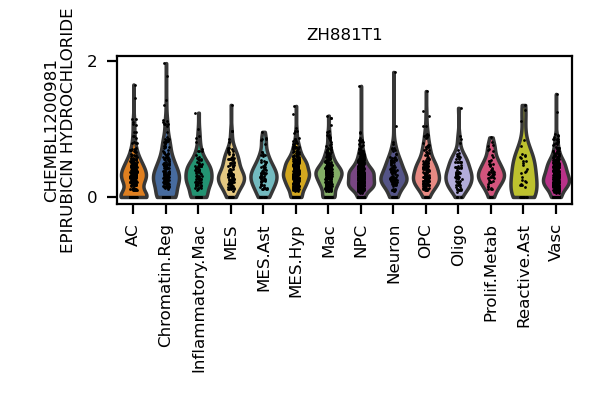 ZH881T1
CHEMBL1200981
EPIRUBICIN HYDROCHLORIDE
2
0
AC
Chromatin.Reg
Inflammatory.Mac
MES
MES.Ast
MES.Hyp
Mac
NPC
Neuron
OPC
Oligo
Prolif.Metab
Reactive.Ast
Vasc